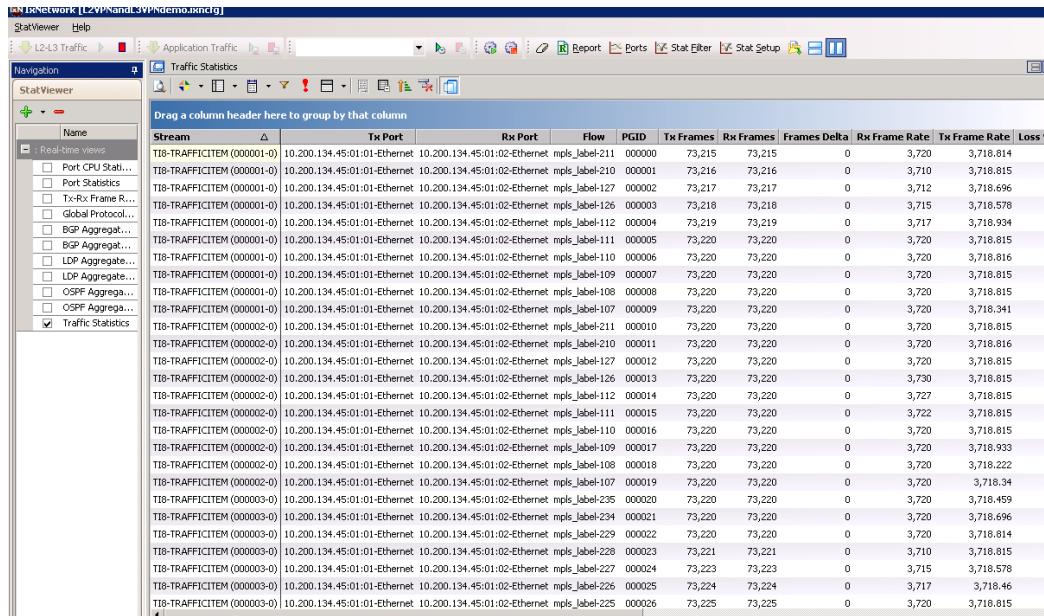 IxNetwork [L2VPNandL3VPNdemo.ixncfg]
StatViewer Help
L2-L3 Traffic Application Traffic Report Ports Stat Filter Stat Setup
Navigation
Traffic Statistics
StatViewer
Drag a column header here to group by that column
Name
: Real-time views
Port CPU Stati...
Port Statistics
Tx-Rx Frame R...
Global Protocol...
BGP Aggregat...
BGP Aggregat...
LDP Aggregate...
LDP Aggregate...
OSPF Aggrega...
OSPF Aggrega...
Traffic Statistics
Stream Tx Port Rx Port Flow PGID Tx Frames Rx Frames Frames Delta Rx Frame Rate Tx Frame Rate Loss
TI8-TRAFFICITEM (000001-0) 10.200.134.45:01:01-Ethernet 10.200.134.45:01:02-Ethernet mpls_label-211 000000 73,215 73,215 0 3,720 3,718.814
TI8-TRAFFICITEM (000001-0) 10.200.134.45:01:01-Ethernet 10.200.134.45:01:02-Ethernet mpls_label-210 000001 73,216 73,216 0 3,710 3,718.815
TI8-TRAFFICITEM (000001-0) 10.200.134.45:01:01-Ethernet 10.200.134.45:01:02-Ethernet mpls_label-127 000002 73,217 73,217 0 3,712 3,718.696
TI8-TRAFFICITEM (000001-0) 10.200.134.45:01:01-Ethernet 10.200.134.45:01:02-Ethernet mpls_label-126 000003 73,218 73,218 0 3,715 3,718.578
TI8-TRAFFICITEM (000001-0) 10.200.134.45:01:01-Ethernet 10.200.134.45:01:02-Ethernet mpls_label-112 000004 73,219 73,219 0 3,717 3,718.934
TI8-TRAFFICITEM (000001-0) 10.200.134.45:01:01-Ethernet 10.200.134.45:01:02-Ethernet mpls_label-111 000005 73,220 73,220 0 3,720 3,718.815
TI8-TRAFFICITEM (000001-0) 10.200.134.45:01:01-Ethernet 10.200.134.45:01:02-Ethernet mpls_label-110 000006 73,220 73,220 0 3,720 3,718.816
TI8-TRAFFICITEM (000001-0) 10.200.134.45:01:01-Ethernet 10.200.134.45:01:02-Ethernet mpls_label-109 000007 73,220 73,220 0 3,720 3,718.815
TI8-TRAFFICITEM (000001-0) 10.200.134.45:01:01-Ethernet 10.200.134.45:01:02-Ethernet mpls_label-108 000008 73,220 73,220 0 3,720 3,718.815
TI8-TRAFFICITEM (000001-0) 10.200.134.45:01:01-Ethernet 10.200.134.45:01:02-Ethernet mpls_label-107 000009 73,220 73,220 0 3,720 3,718.341
TI8-TRAFFICITEM (000002-0) 10.200.134.45:01:01-Ethernet 10.200.134.45:01:02-Ethernet mpls_label-211 000010 73,220 73,220 0 3,720 3,718.815
TI8-TRAFFICITEM (000002-0) 10.200.134.45:01:01-Ethernet 10.200.134.45:01:02-Ethernet mpls_label-210 000011 73,220 73,220 0 3,720 3,718.816
TI8-TRAFFICITEM (000002-0) 10.200.134.45:01:01-Ethernet 10.200.134.45:01:02-Ethernet mpls_label-127 000012 73,220 73,220 0 3,720 3,718.815
TI8-TRAFFICITEM (000002-0) 10.200.134.45:01:01-Ethernet 10.200.134.45:01:02-Ethernet mpls_label-126 000013 73,220 73,220 0 3,730 3,718.815
TI8-TRAFFICITEM (000002-0) 10.200.134.45:01:01-Ethernet 10.200.134.45:01:02-Ethernet mpls_label-112 000014 73,220 73,220 0 3,727 3,718.815
TI8-TRAFFICITEM (000002-0) 10.200.134.45:01:01-Ethernet 10.200.134.45:01:02-Ethernet mpls_label-111 000015 73,220 73,220 0 3,722 3,718.815
TI8-TRAFFICITEM (000002-0) 10.200.134.45:01:01-Ethernet 10.200.134.45:01:02-Ethernet mpls_label-110 000016 73,220 73,220 0 3,720 3,718.815
TI8-TRAFFICITEM (000002-0) 10.200.134.45:01:01-Ethernet 10.200.134.45:01:02-Ethernet mpls_label-109 000017 73,220 73,220 0 3,720 3,718.933
TI8-TRAFFICITEM (000002-0) 10.200.134.45:01:01-Ethernet 10.200.134.45:01:02-Ethernet mpls_label-108 000018 73,220 73,220 0 3,720 3,718.222
TI8-TRAFFICITEM (000002-0) 10.200.134.45:01:01-Ethernet 10.200.134.45:01:02-Ethernet mpls_label-107 000019 73,220 73,220 0 3,720 3,718.34
TI8-TRAFFICITEM (000003-0) 10.200.134.45:01:01-Ethernet 10.200.134.45:01:02-Ethernet mpls_label-235 000020 73,220 73,220 0 3,720 3,718.459
TI8-TRAFFICITEM (000003-0) 10.200.134.45:01:01-Ethernet 10.200.134.45:01:02-Ethernet mpls_label-234 000021 73,220 73,220 0 3,720 3,718.696
TI8-TRAFFICITEM (000003-0) 10.200.134.45:01:01-Ethernet 10.200.134.45:01:02-Ethernet mpls_label-229 000022 73,220 73,220 0 3,720 3,718.814
TI8-TRAFFICITEM (000003-0) 10.200.134.45:01:01-Ethernet 10.200.134.45:01:02-Ethernet mpls_label-228 000023 73,221 73,221 0 3,710 3,718.815
TI8-TRAFFICITEM (000003-0) 10.200.134.45:01:01-Ethernet 10.200.134.45:01:02-Ethernet mpls_label-227 000024 73,223 73,223 0 3,715 3,718.578
TI8-TRAFFICITEM (000003-0) 10.200.134.45:01:01-Ethernet 10.200.134.45:01:02-Ethernet mpls_label-226 000025 73,224 73,224 0 3,717 3,718.46
TI8-TRAFFICITEM (000003-0) 10.200.134.45:01:01-Ethernet 10.200.134.45:01:02-Ethernet mpls_label-225 000026 73,225 73,225 0 3,720 3,718.815